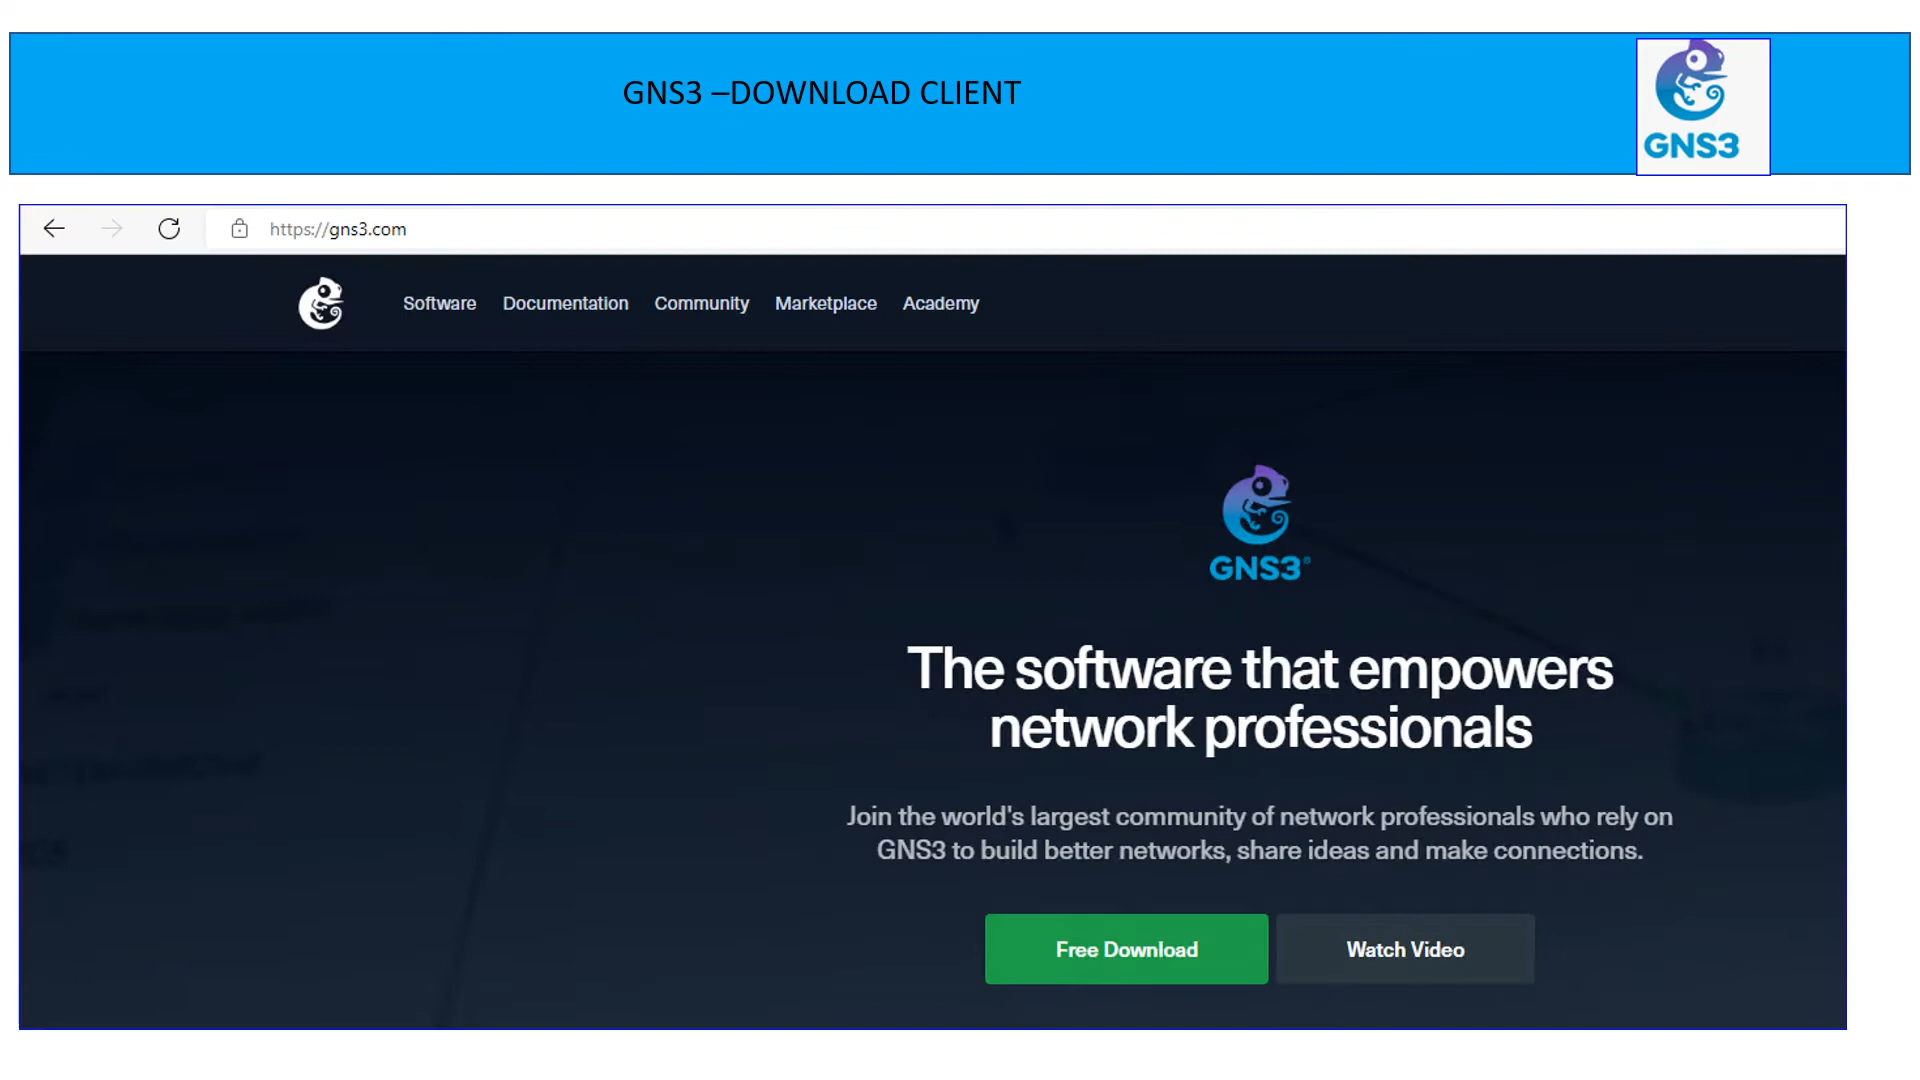 GNS3 –DOWNLOAD CLIENT
GNS3
https://gns3.com
Software Documentation Community Marketplace Academy
GNS3®
The software that empowers
network professionals
Join the world's largest community of network professionals who rely on
GNS3 to build better networks, share ideas and make connections.
Free Download Watch Video